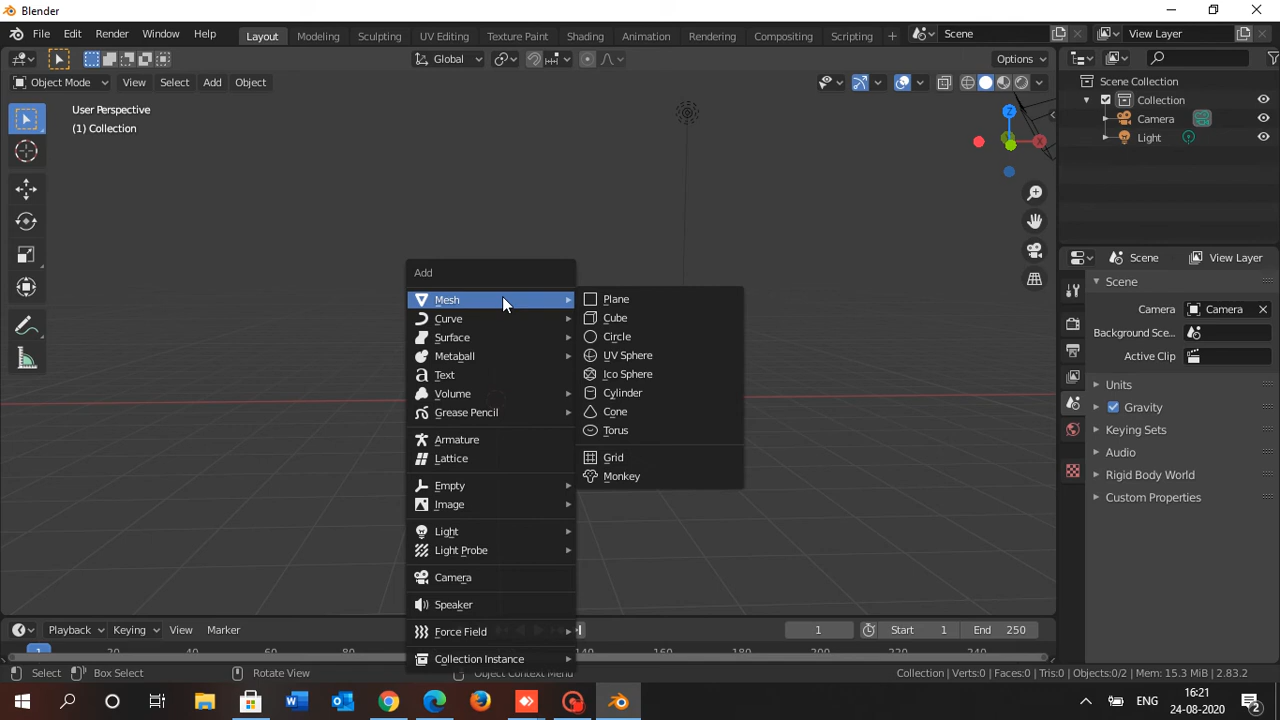 Blender
File Edit Render Window Help Layout Modeling Sculpting UV Editing Texture Paint Shading Animation Rendering Compositing Scripting + Scene View Layer
Global Options
Object Mode View Select Add Object
User Perspective
(1) Collection
Z
X
Scene Collection
Collection
Camera
Light
Scene View Layer
Scene
Camera Camera
Background Sce...
Active Clip
Units
Gravity
Keying Sets
Audio
Rigid Body World
Custom Properties
Add
Mesh
Curve
Surface
Metaball
Text
Volume
Grease Pencil
Armature
Lattice
Empty
Image
Light
Light Probe
Camera
Speaker
Force Field
Collection Instance
Plane
Cube
Circle
UV Sphere
Ico Sphere
Cylinder
Cone
Torus
Grid
Monkey
Playback Keying View Marker 1 Start 1 End 250
1 20 40 60 80 140 160 180 200 220 240
Select Box Select Rotate View Object Context Menu Collection | Verts:0 | Faces:0 | Tris:0 | Objects:0/2 | Mem: 15.3 MiB | 2.83.2
ENG 16:21
24-08-2020 2